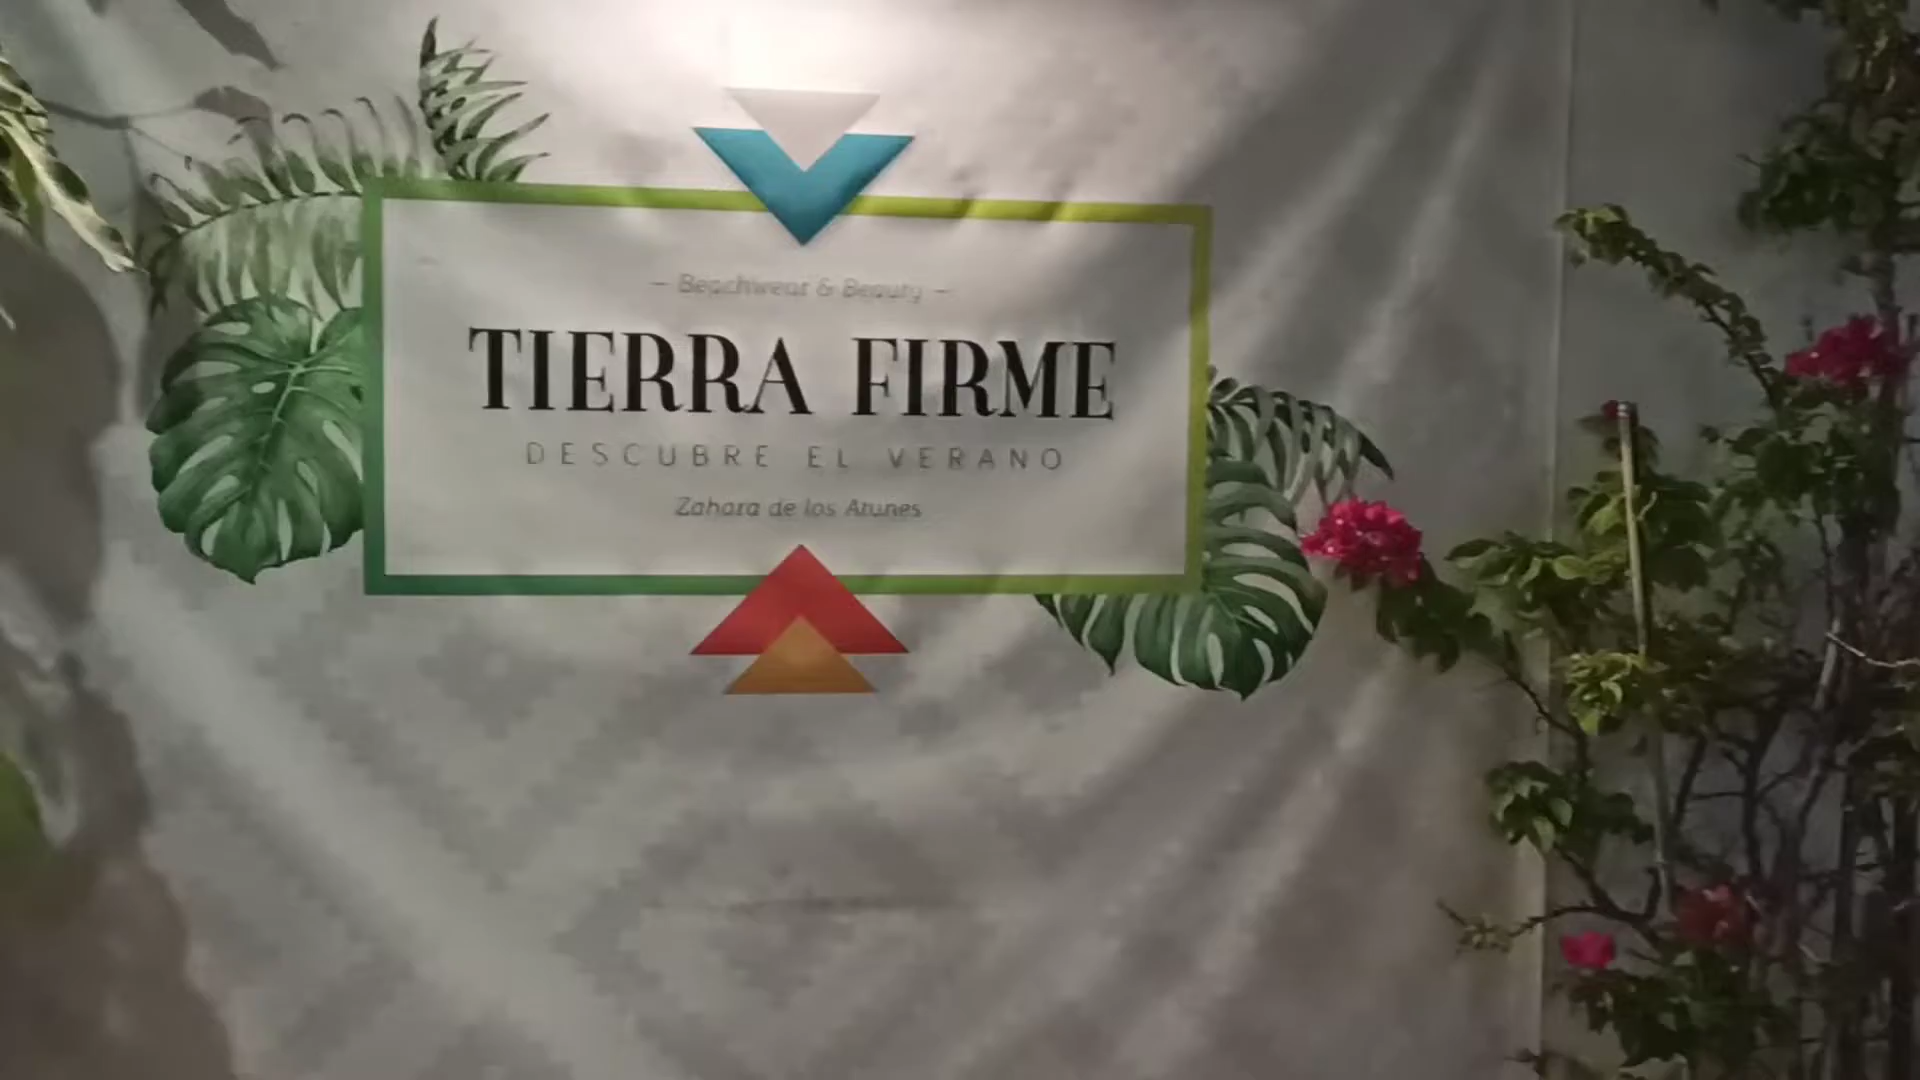 — Beachwear & Beauty —
TIERRA FIRME
DESCUBRE EL VERANO
Zahara de los Atunes